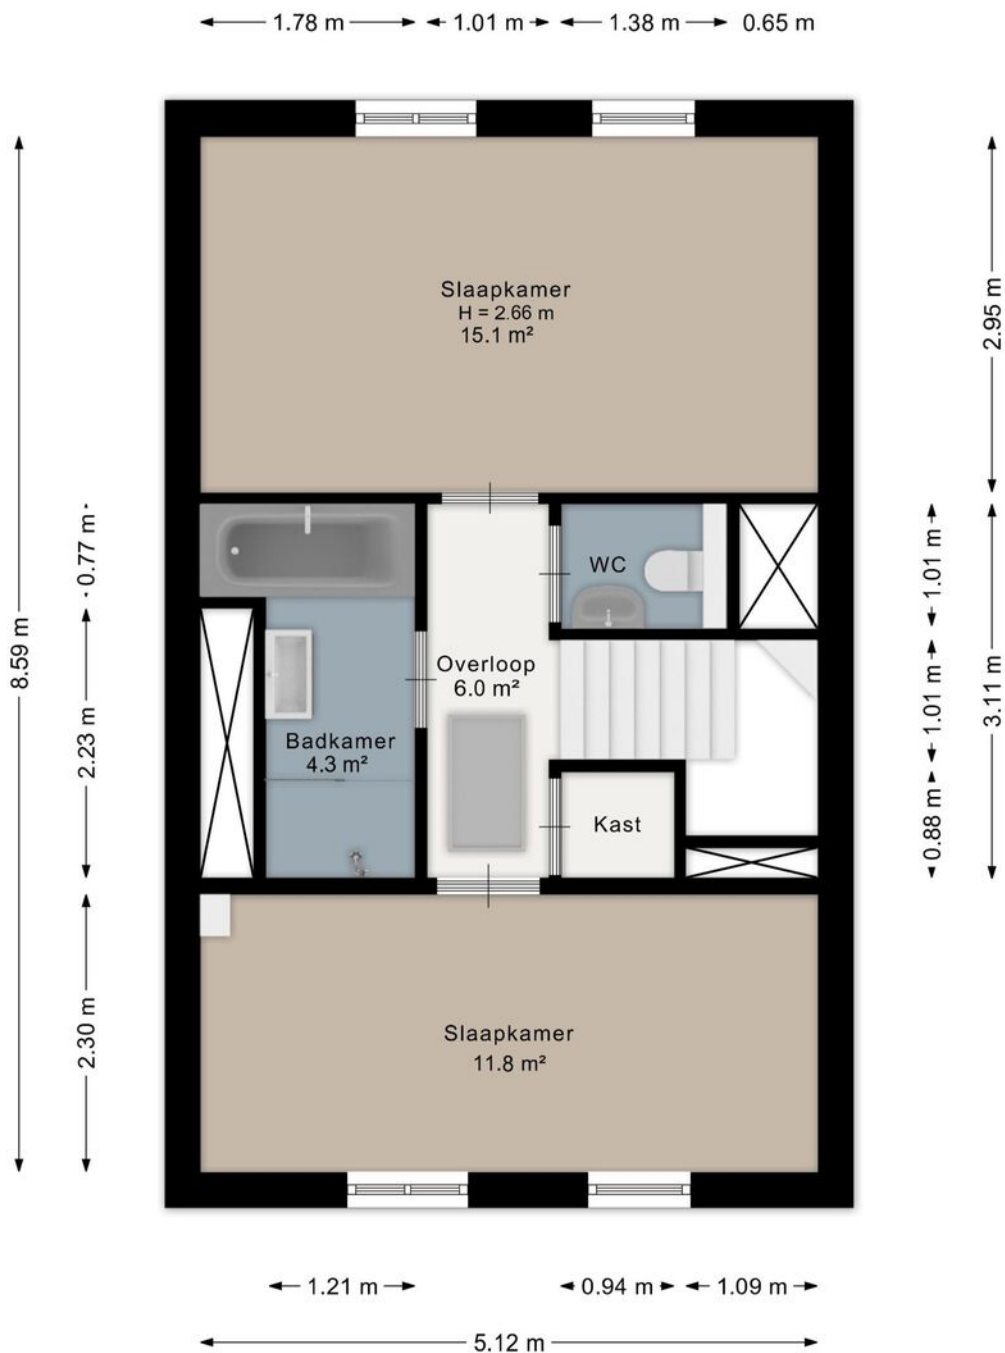 1.78 m
1.01 m
1.38 m
0.65 m
Slaapkamer
H = 2.66 m
15.1 m²
2.95 m
8.59 m
0.77 m
2.23 m
2.30 m
WC
Overloop
6.0 m²
Badkamer
4.3 m²
Kast
1.01 m
1.01 m
0.88 m
3.11 m
Slaapkamer
11.8 m²
1.21 m
0.94 m
1.09 m
5.12 m